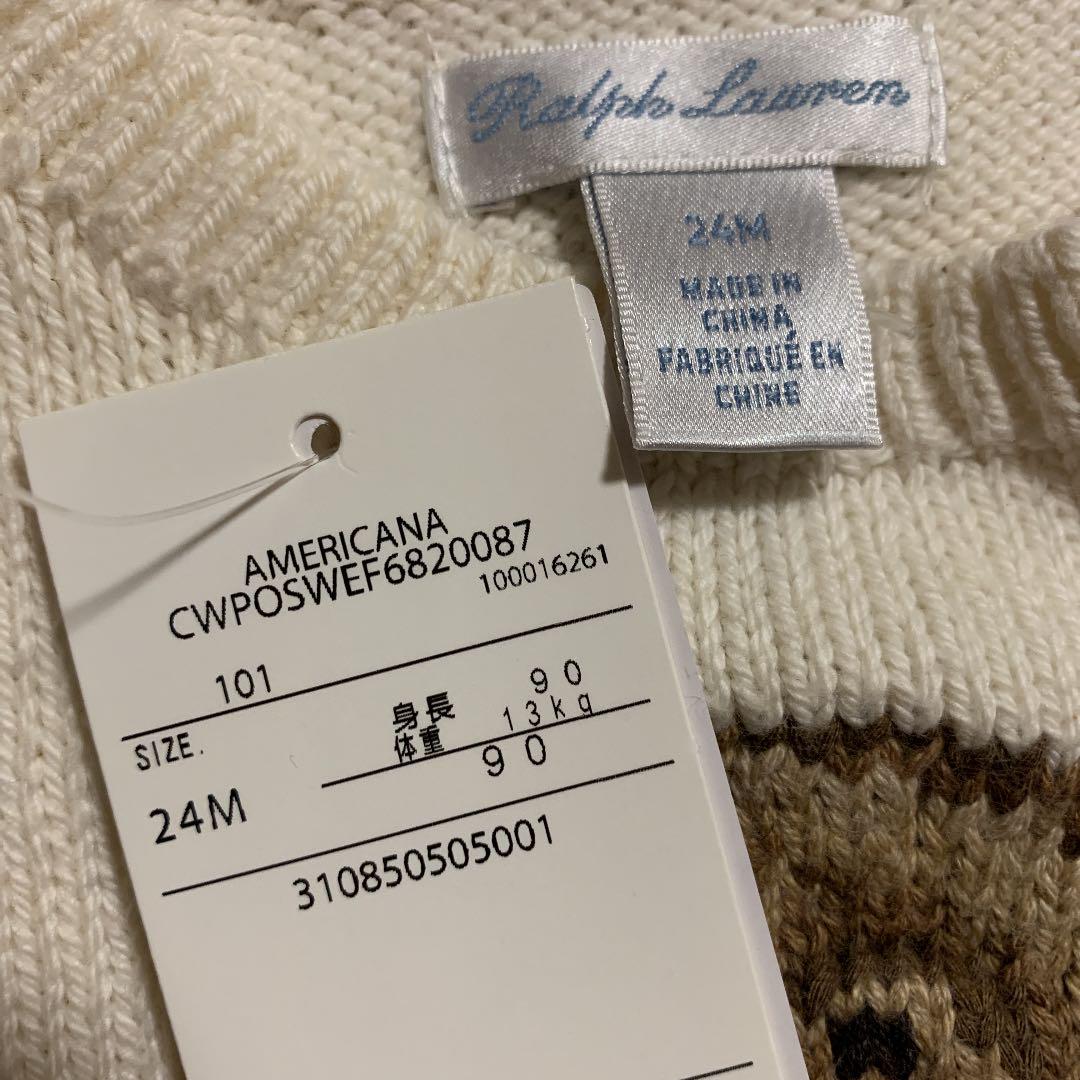 Ralph Lauren
24M
MADE IN
CHINA
FABRIQUÉ EN
CHINE
AMERICANA
CWPOSWEF6820087
100016261
101
SIZE.
身長 90
体重 13kg
90
24M
310850505001